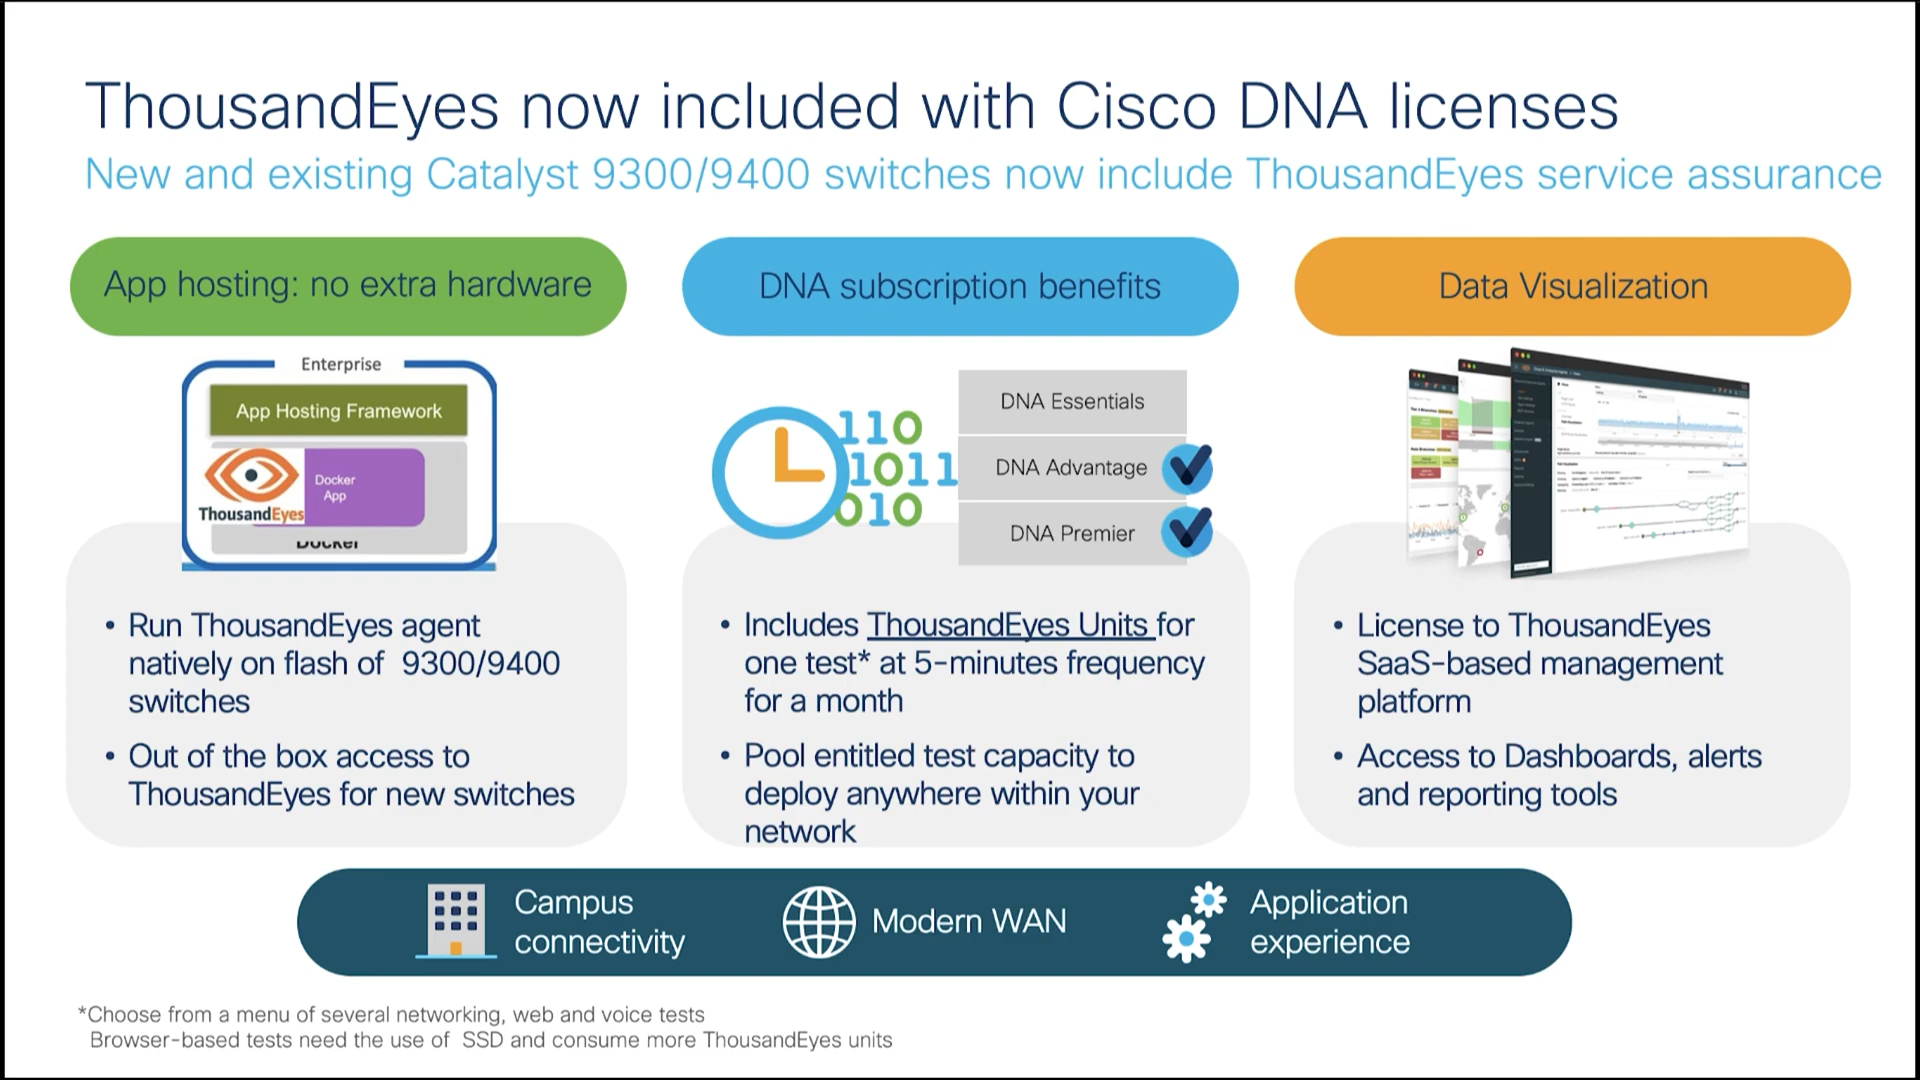 ThousandEyes now included with Cisco DNA licenses
New and existing Catalyst 9300/9400 switches now include ThousandEyes service assurance
App hosting: no extra hardware
Enterprise
App Hosting Framework
ThousandEyes
Docker
App
Docker
• Run ThousandEyes agent
natively on flash of 9300/9400
switches
• Out of the box access to
ThousandEyes for new switches
DNA subscription benefits
110
1011
010
DNA Essentials
DNA Advantage
DNA Premier
• Includes ThousandEyes Units for
one test* at 5-minutes frequency
for a month
• Pool entitled test capacity to
deploy anywhere within your
network
Data Visualization
• License to ThousandEyes
SaaS-based management
platform
• Access to Dashboards, alerts
and reporting tools
Campus
connectivity
Modern WAN
Application
experience
*Choose from a menu of several networking, web and voice tests
Browser-based tests need the use of SSD and consume more ThousandEyes units